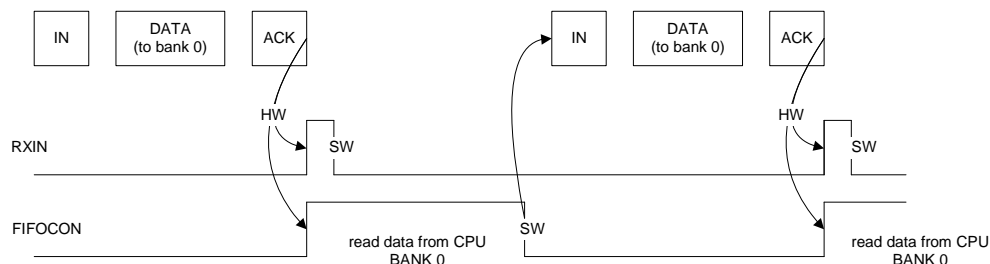 IN
DATA
(to bank 0)
ACK
IN
DATA
(to bank 0)
ACK
HW
HW
RXIN
SW
SW
FIFOCON
SW
read data from CPU
BANK 0
read data from CPU
BANK 0